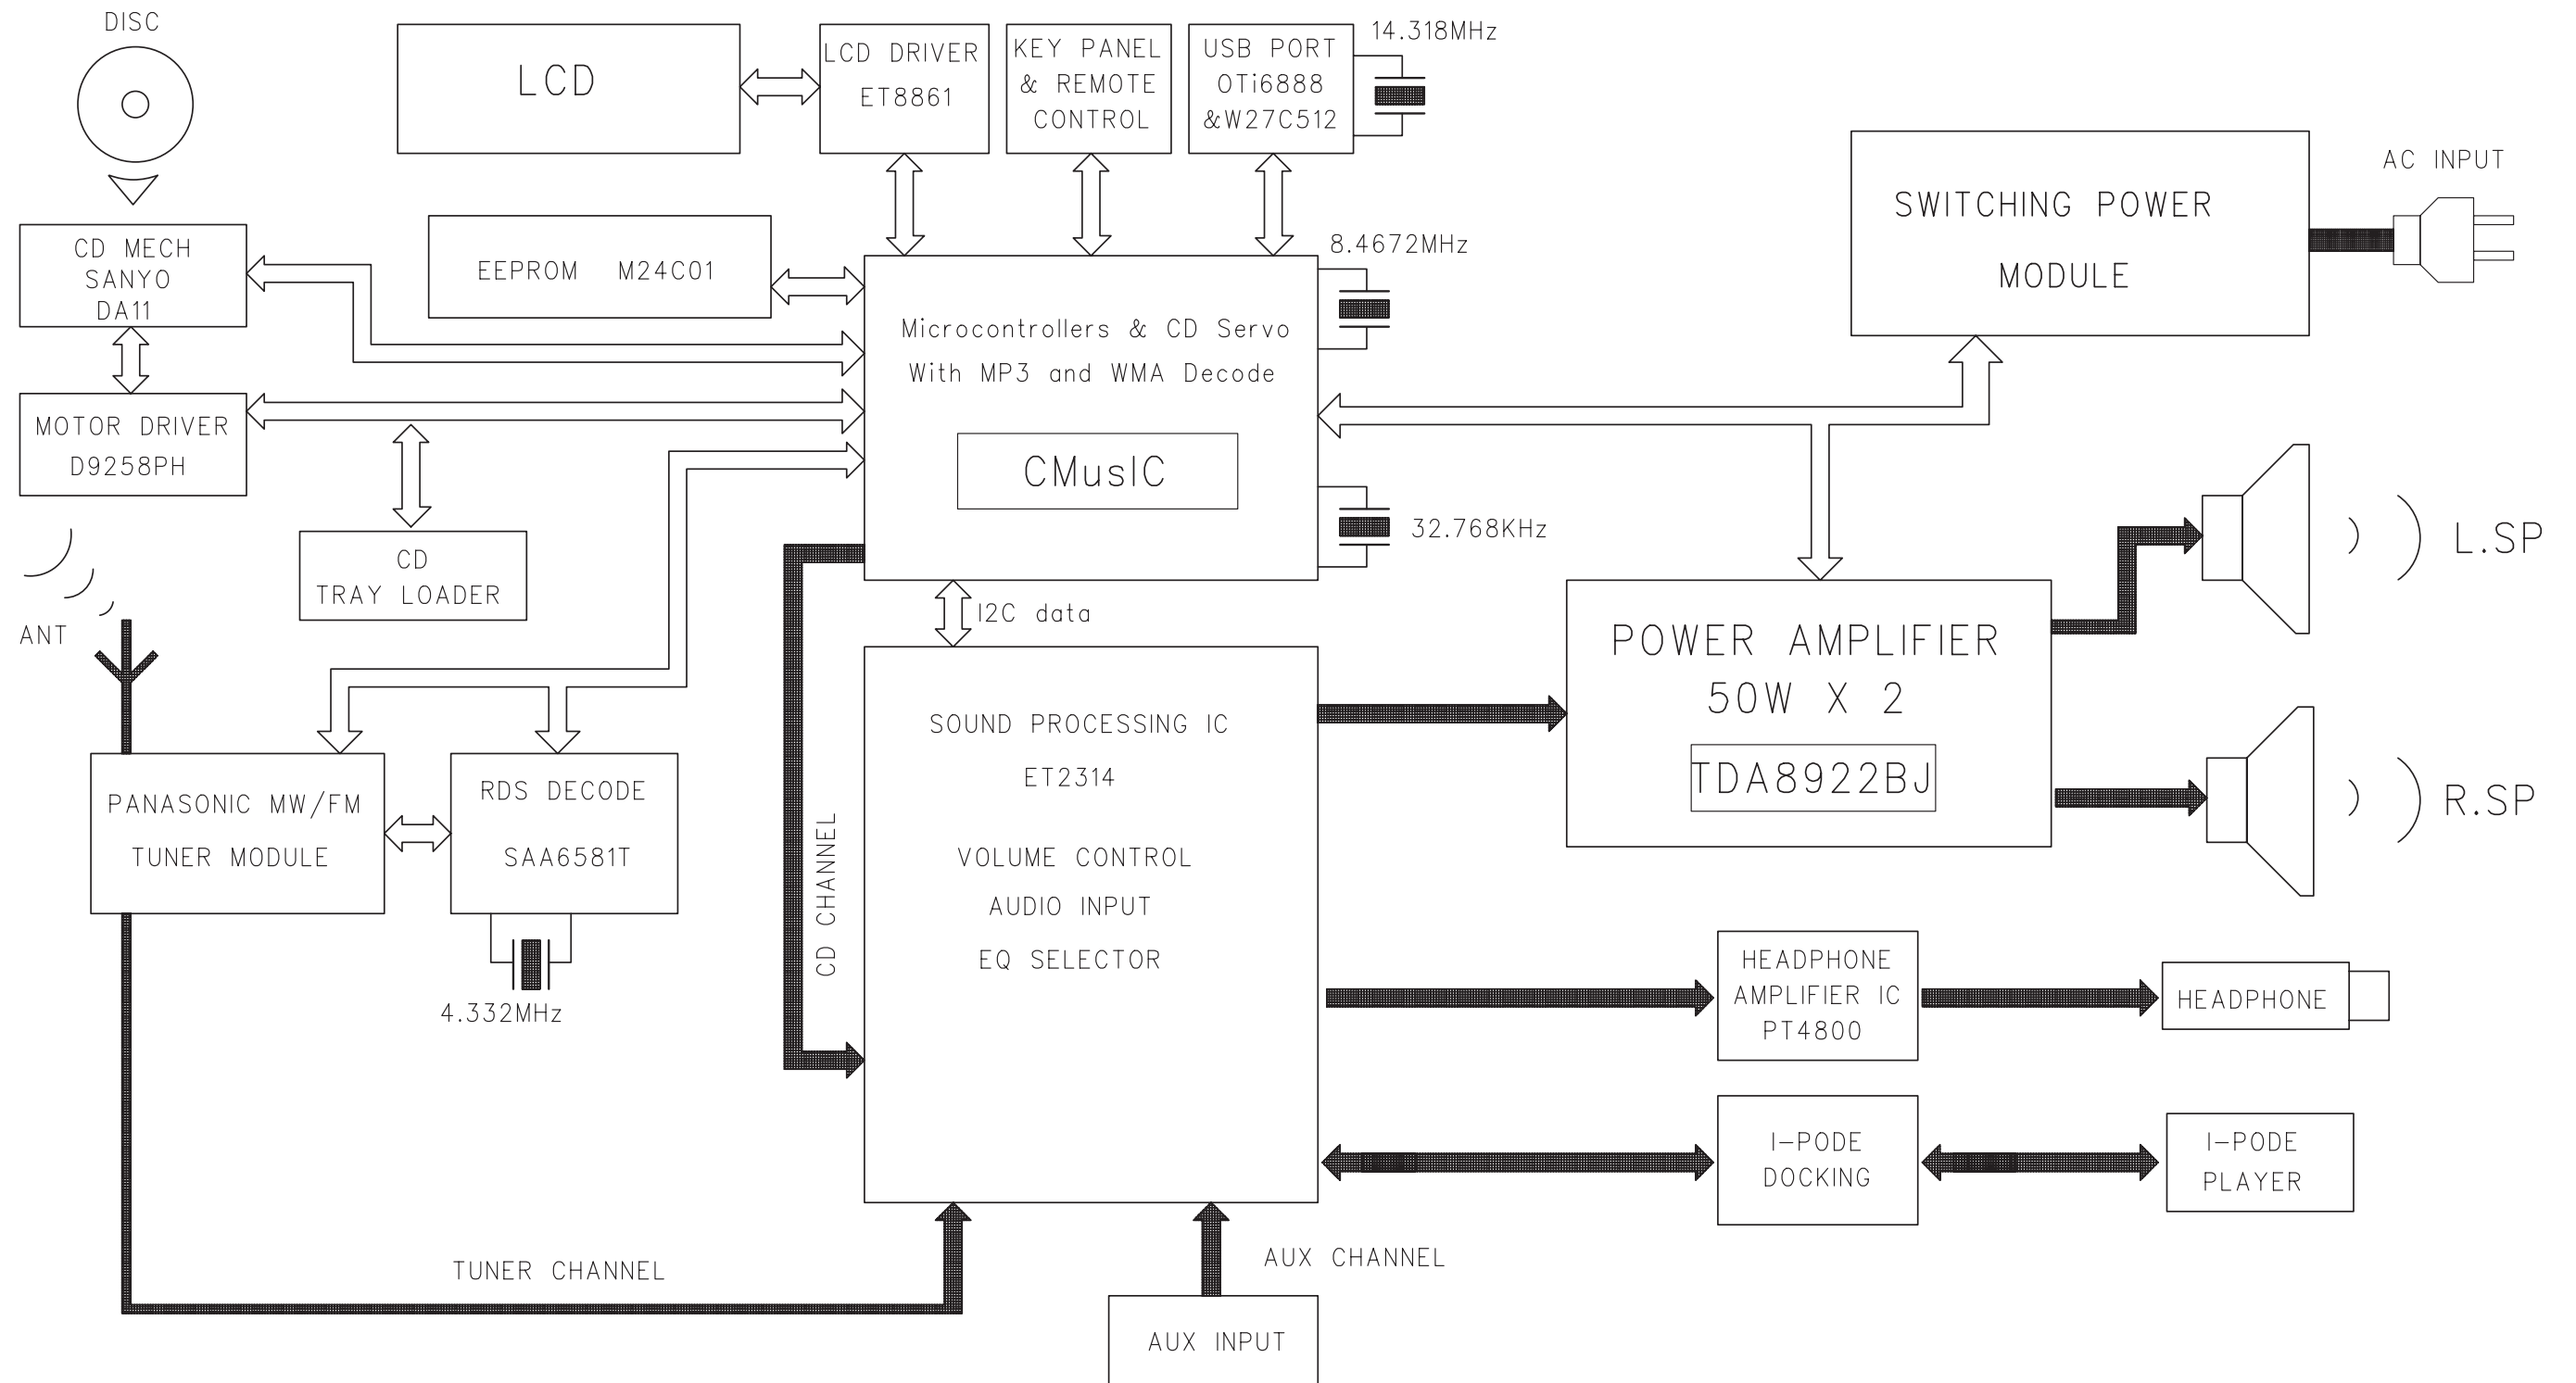 DISC
LCD
LCD DRIVER
ET8861
KEY PANEL
& REMOTE
CONTROL
USB PORT
OTi6888
&W27C512
14.318MHz
AC INPUT
SWITCHING POWER
MODULE
CD MECH
SANYO
DA11
EEPROM M24C01
8.4672MHz
Microcontrollers & CD Servo
With MP3 and WMA Decode
CMusIC
MOTOR DRIVER
D9258PH
32.768KHz
CD
TRAY LOADER
ANT
I2C data
L.SP
POWER AMPLIFIER
50W X 2
TDA8922BJ
R.SP
SOUND PROCESSING IC
ET2314
VOLUME CONTROL
AUDIO INPUT
EQ SELECTOR
PANASONIC MW/FM
TUNER MODULE
RDS DECODE
SAA6581T
4.332MHz
CD CHANNEL
HEADPHONE
AMPLIFIER IC
PT4800
HEADPHONE
I-PODE
DOCKING
I-PODE
PLAYER
TUNER CHANNEL
AUX CHANNEL
AUX INPUT